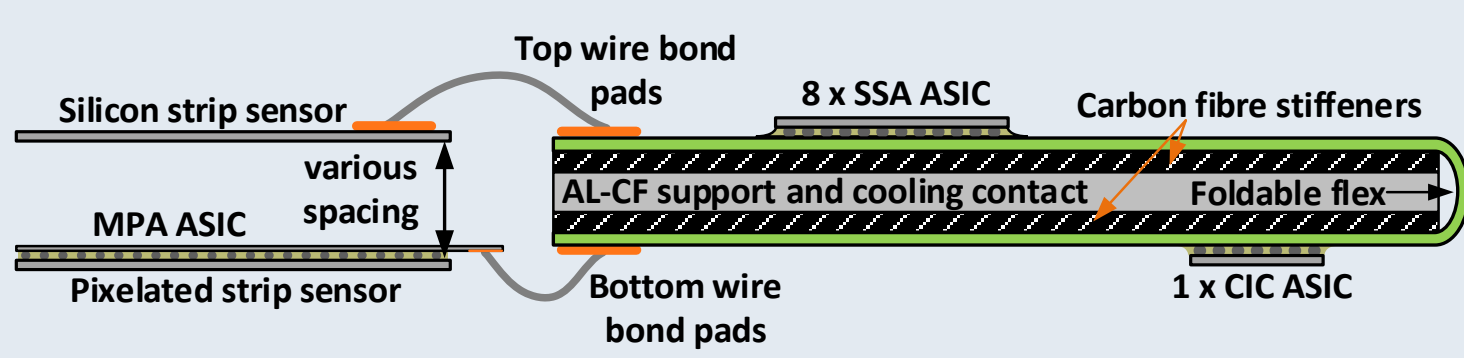 Top wire bond
pads
Silicon strip sensor
8 x SSA ASIC
Carbon fibre stiffeners
various
spacing
AL-CF support and cooling contact
Foldable flex
MPA ASIC
Pixelated strip sensor
Bottom wire
bond pads
1 x CIC ASIC